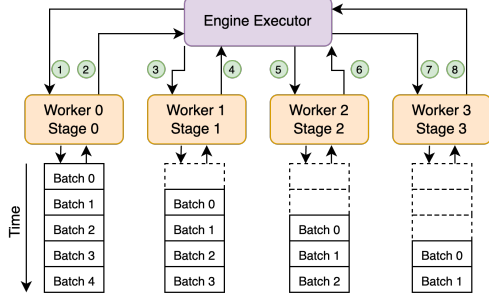 Engine Executor
1 2 3 4 5 6 7 8
Worker 0
Stage 0
Worker 1
Stage 1
Worker 2
Stage 2
Worker 3
Stage 3
Time
Batch 0
Batch 1
Batch 2
Batch 3
Batch 4
Batch 0
Batch 1
Batch 2
Batch 3
Batch 0
Batch 1
Batch 2
Batch 0
Batch 1